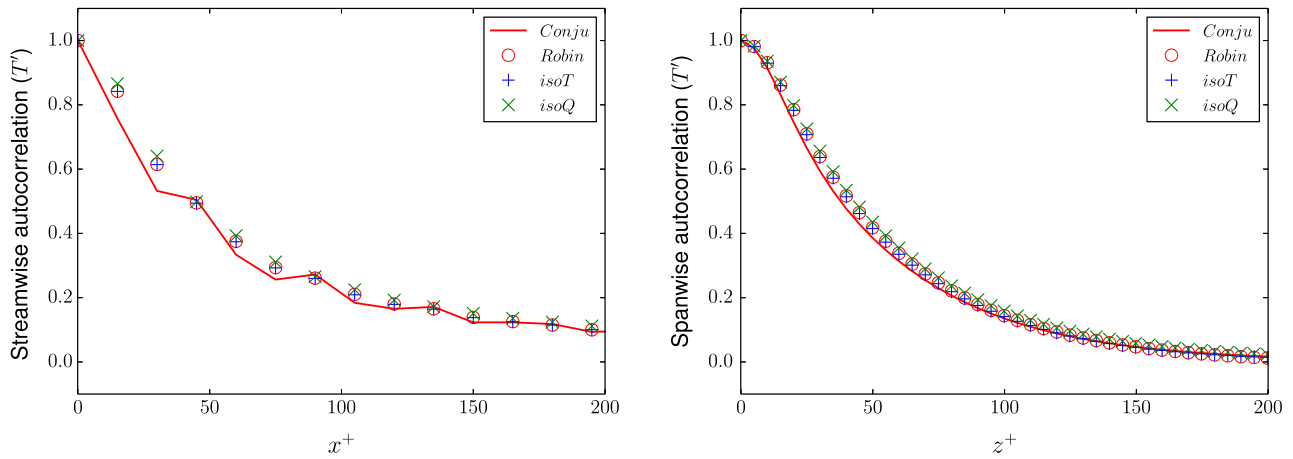 Streamwise autocorrelation (T′)
1.0
0.8
0.6
0.4
0.2
0.0
0 50 100 150 200
x⁺
Conju
Robin
isoT
isoQ
Spanwise autocorrelation (T′)
1.0
0.8
0.6
0.4
0.2
0.0
0 50 100 150 200
z⁺
Conju
Robin
isoT
isoQ